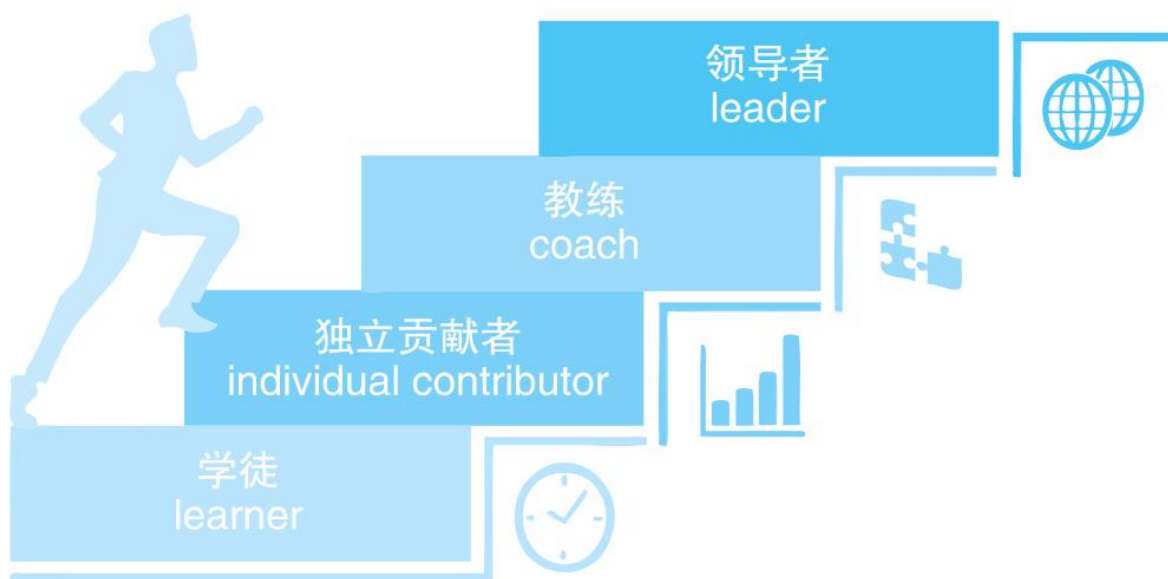 领导者
leader
教练
coach
独立贡献者
individual contributor
学徒
learner